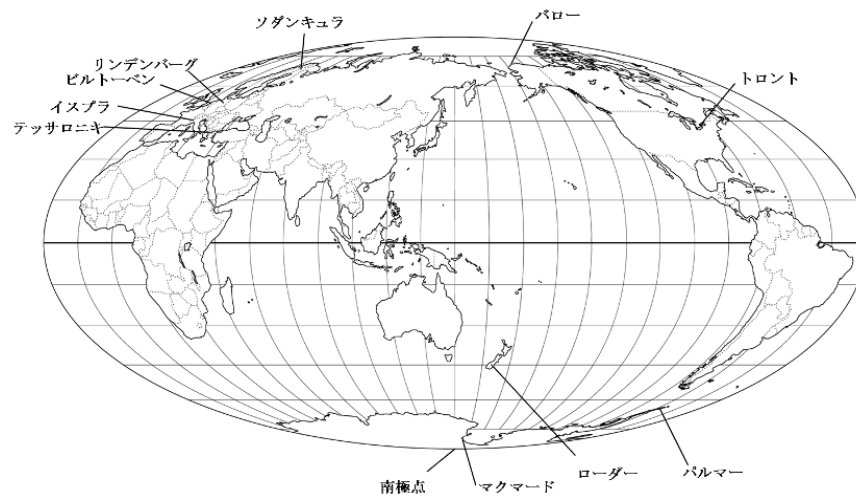 ソダンキュラ
バロー
リンデンバーグ
ビルトーベン
トロント
イスプラ
テッサロニキ
ローダー
パルマー
南極点
マクマード